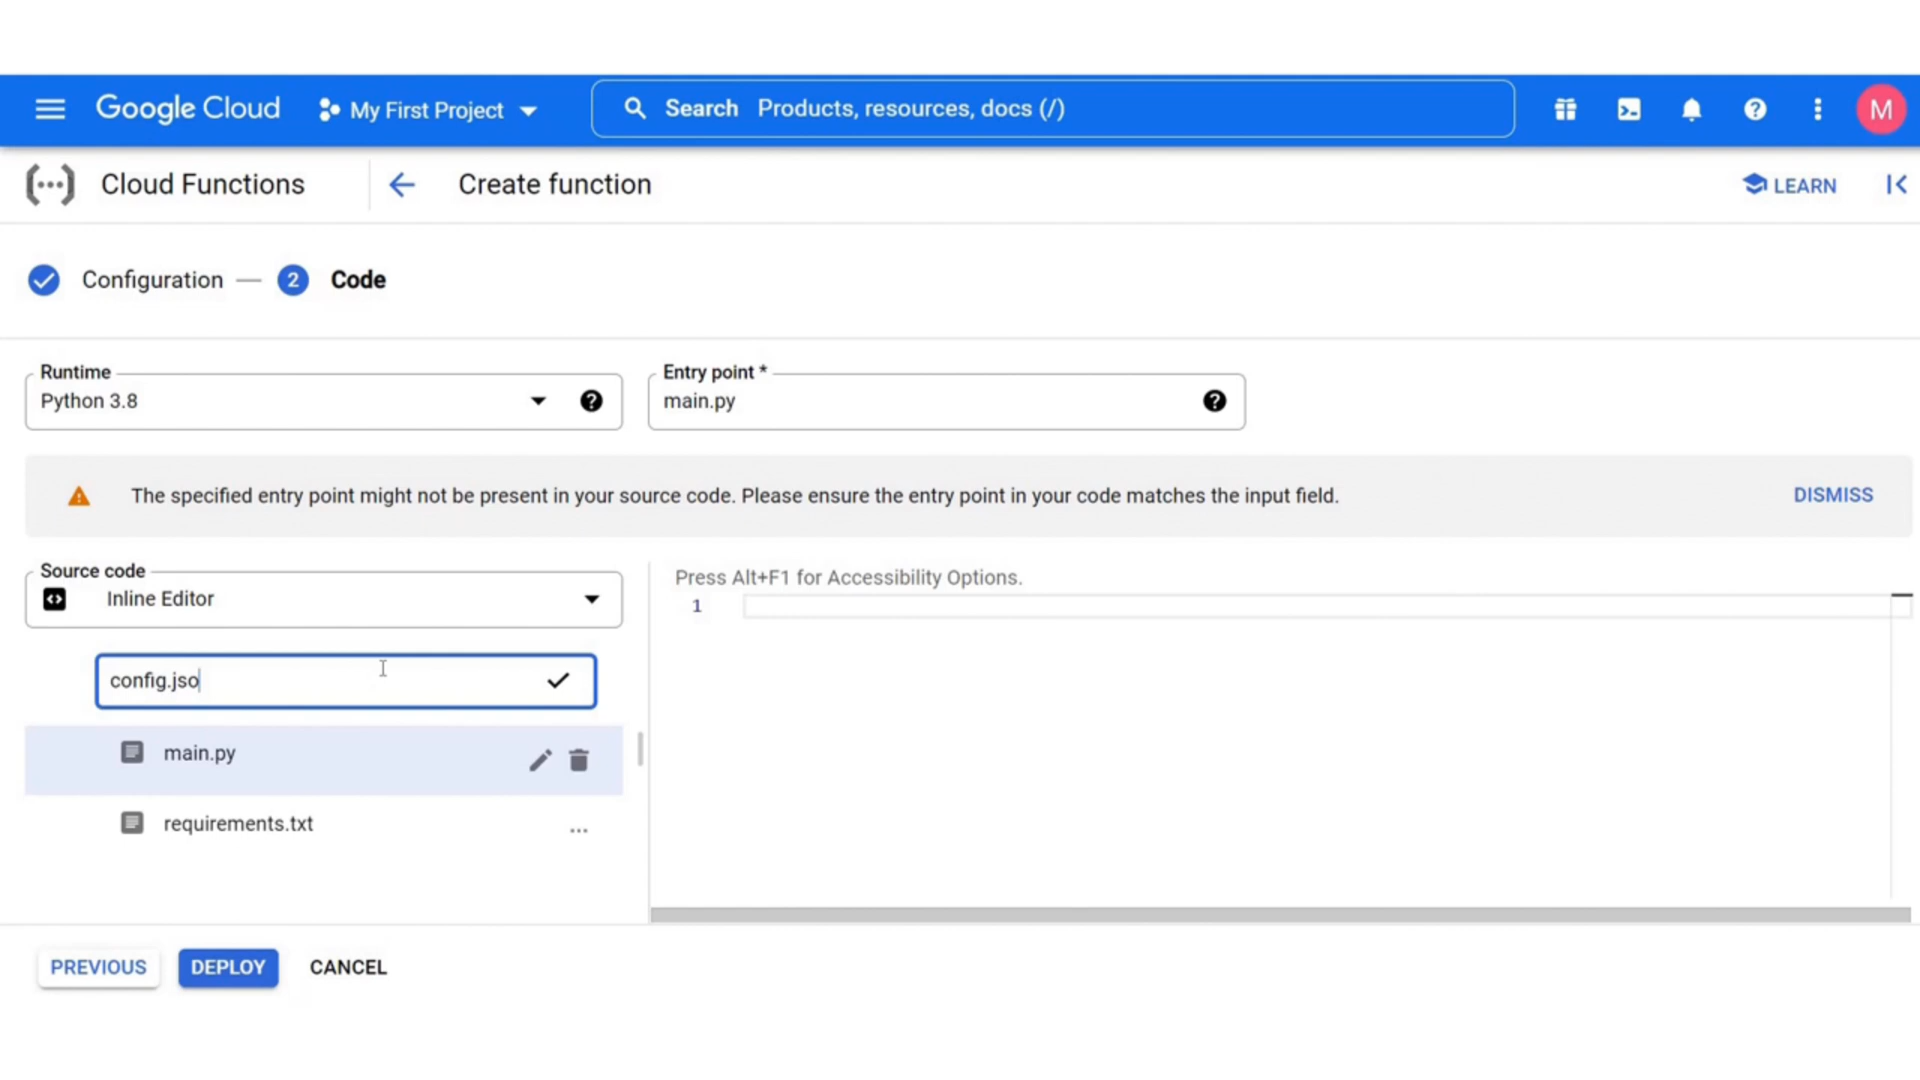 Google Cloud
My First Project
Search Products, resources, docs (/)
M
Cloud Functions
Create function
LEARN
Configuration — 2 Code
Runtime
Python 3.8
Entry point *
main.py
The specified entry point might not be present in your source code. Please ensure the entry point in your code matches the input field.
DISMISS
Source code
Inline Editor
config.jso
main.py
requirements.txt
...
Press Alt+F1 for Accessibility Options.
1
PREVIOUS
DEPLOY
CANCEL